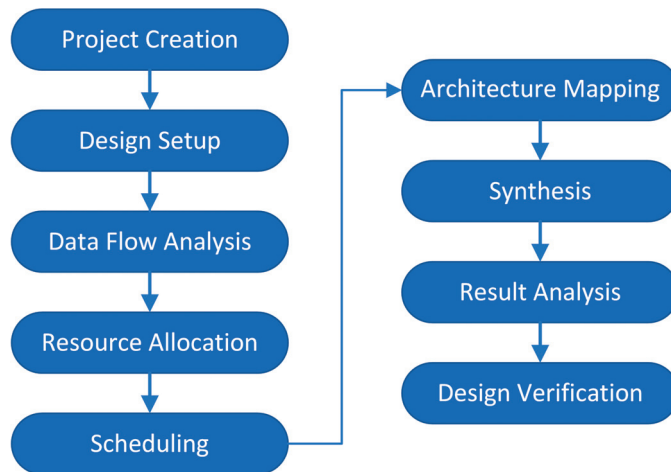 Project Creation
Design Setup
Data Flow Analysis
Resource Allocation
Scheduling
Architecture Mapping
Synthesis
Result Analysis
Design Verification